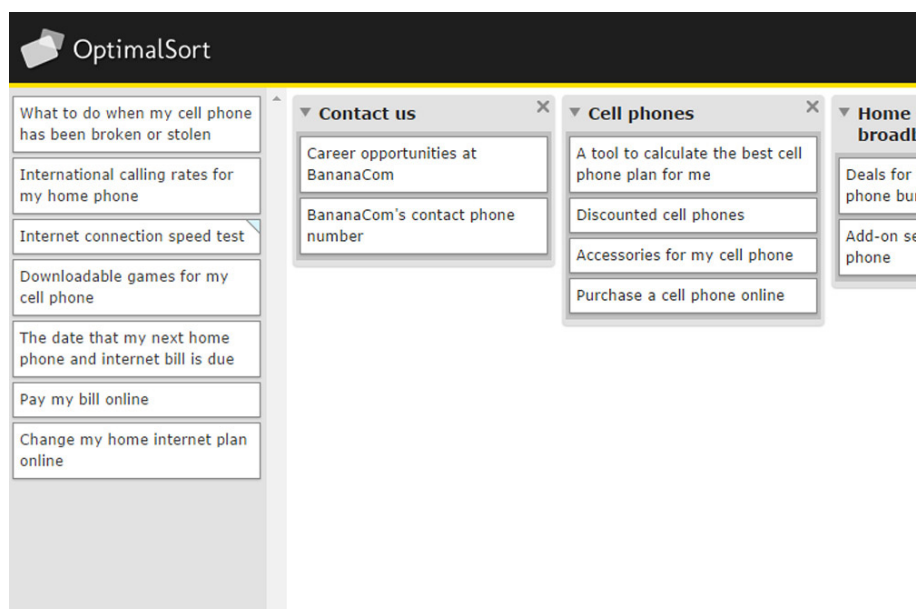 OptimalSort
What to do when my cell phone
has been broken or stolen
International calling rates for
my home phone
Internet connection speed test
Downloadable games for my
cell phone
The date that my next home
phone and internet bill is due
Pay my bill online
Change my home internet plan
online
Contact us
Career opportunities at
BananaCom
BananaCom's contact phone
number
Cell phones
A tool to calculate the best cell
phone plan for me
Discounted cell phones
Accessories for my cell phone
Purchase a cell phone online
Home
Deals for
phone
Add-on
phone